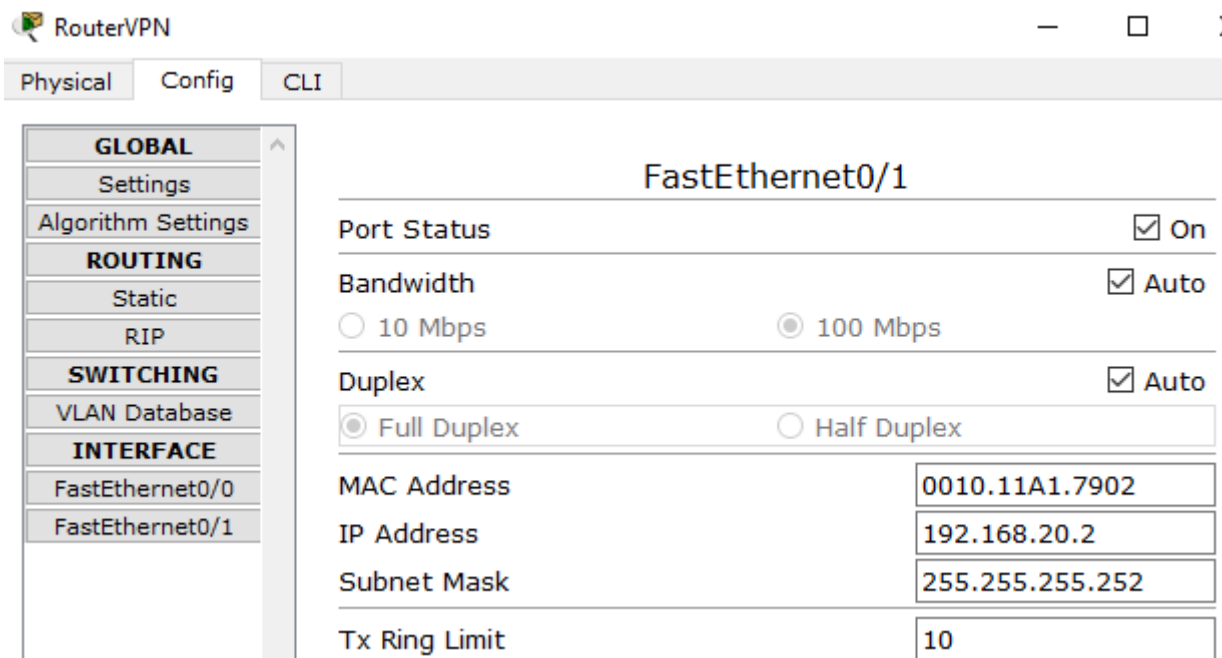 RouterVPN
Physical Config CLI
GLOBAL
Settings
Algorithm Settings
ROUTING
Static
RIP
SWITCHING
VLAN Database
INTERFACE
FastEthernet0/0
FastEthernet0/1
FastEthernet0/1
Port Status On
Bandwidth Auto
10 Mbps 100 Mbps
Duplex Auto
Full Duplex Half Duplex
MAC Address 0010.11A1.7902
IP Address 192.168.20.2
Subnet Mask 255.255.255.252
Tx Ring Limit 10